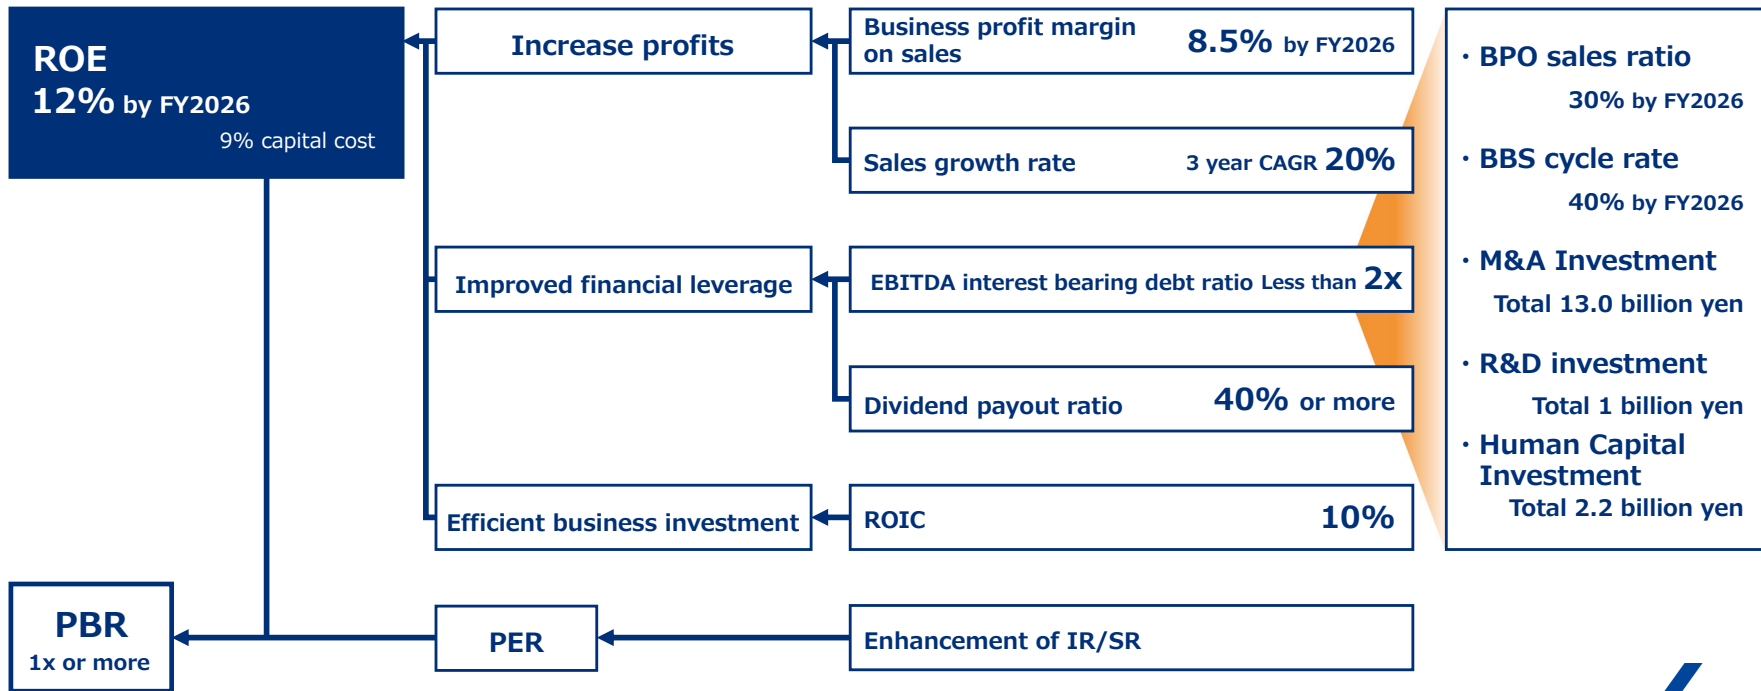 ROE
12% by FY2026
9% capital cost
Increase profits
Business profit margin
on sales
8.5% by FY2026
Sales growth rate
3 year CAGR 20%
Improved financial leverage
EBITDA interest bearing debt ratio Less than 2x
Dividend payout ratio
40% or more
Efficient business investment
ROIC
10%
・BPO sales ratio
30% by FY2026
・BBS cycle rate
40% by FY2026
・M&A Investment
Total 13.0 billion yen
・R&D investment
Total 1 billion yen
・Human Capital
Investment
Total 2.2 billion yen
PBR
1x or more
PER
Enhancement of IR/SR